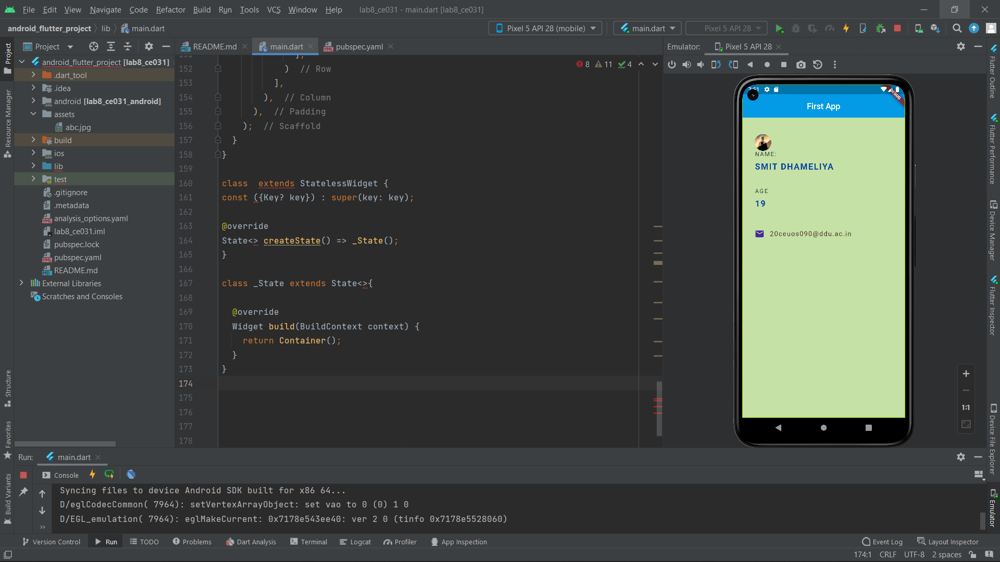 File Edit View Navigate Code Refactor Build Run Tools VCS Window Help lab8_ce031 - main.dart [lab8_ce031]
android_flutter_project lib main.dart Pixel 5 API 28 (mobile) main.dart Pixel 5 API 28
Project README.md main.dart pubspec.yaml Emulator: Pixel 5 API 28
android_flutter_project [lab8_ce031]
.dart_tool
.idea
android [lab8_ce031_android]
assets
abc.jpg
build
ios
lib
test
.gitignore
.metadata
analysis_options.yaml
lab8_ce031.iml
pubspec.lock
pubspec.yaml
README.md
External Libraries
Scratches and Consoles
Project
Resource Manager
Structure
Favorites
Build Variants
8 11 4
151 ],
152 ) // Row
153 ],
154 ), // Column
155 ), // Padding
156 ); // Scaffold
157 }
158 }
159
160 class extends StatelessWidget {
161 const ({Key? key}) : super(key: key);
162
163 @override
164 State<> createState() => _State();
165 }
166
167 class _State extends State<>{
168
169 @override
170 Widget build(BuildContext context) {
171 return Container();
172 }
173 }
174
175
176
177
178
7:51
DEBUG
First App
NAME:
SMIT DHAMELIYA
AGE
19
20ceuos090@ddu.ac.in
1:1
Flutter Outline
Flutter Performance
Device Manager
Flutter Inspector
Device File Explorer
Emulator
Run: main.dart
Console
Syncing files to device Android SDK built for x86 64...
D/eglCodecCommon( 7964): setVertexArrayObject: set vao to 0 (0) 1 0
D/EGL_emulation( 7964): eglMakeCurrent: 0x7178e543ee40: ver 2 0 (tinfo 0x7178e5528060)
Version Control Run TODO Problems Dart Analysis Terminal Logcat Profiler App Inspection Event Log Layout Inspector
174:1 CRLF UTF-8 2 spaces